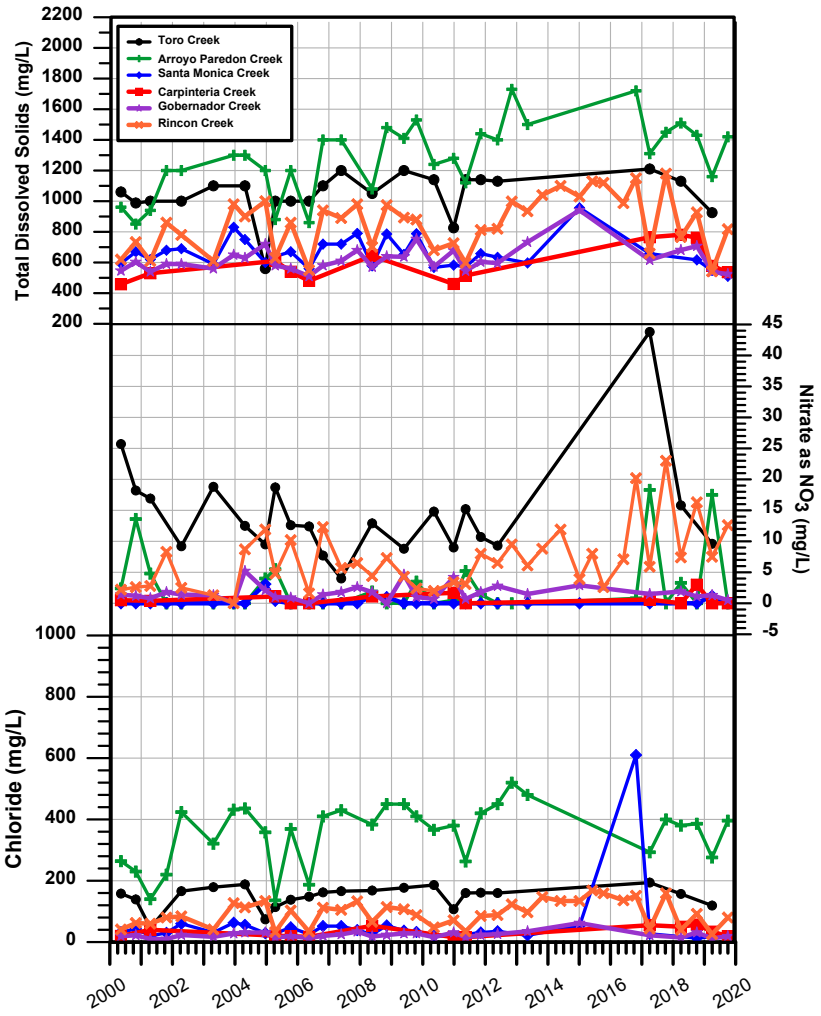 2200
2000
1800
1600
1400
1200
1000
800
600
400
200
Total Dissolved Solids (mg/L)
Toro Creek
Arroyo Paredon Creek
Santa Monica Creek
Carpinteria Creek
Gobernador Creek
Rincon Creek
45
40
35
30
25
20
15
10
5
0
-5
Nitrate as NO3 (mg/L)
1000
800
600
400
200
0
Chloride (mg/L)
2000 2002 2004 2006 2008 2010 2012 2014 2016 2018 2020